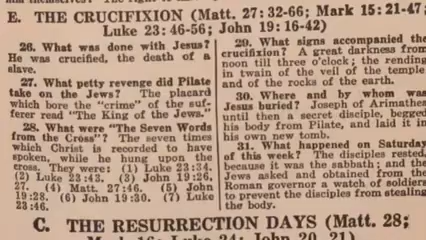 E. THE CRUCIFIXION (Matt. 27:32-66; Mark 15:21-47;
Luke 23:46-56; John 19:16-42)
26. What was done with Jesus?
He was crucified, the death of a
slave.
27. What petty revenge did Pilate
take on the Jews? The placard
which bore the "crime" of the suf-
ferer read "The King of the Jews."
28. What were "The Seven Words
from the Cross"? The seven times
which Christ is recorded to have
spoken, while he hung upon the
cross. They were: (1) Luke 23:34.
(2) Luke 23:43. (3) John 19:26,
27. (4) Matt. 27:46. (5) John
19:28. (6) John 19:30. (7) Luke
23:46.
29. What signs accompanied the
crucifixion? A great darkness from
noon till three o'clock; the rending
in twain of the veil of the temple
and of the rocks of the earth.
30. Where and by whom was
Jesus buried? Joseph of Arimathea
until then a secret disciple, begged
his body from Pilate, and laid it in
his own new tomb.
31. What happened on Saturday
of this week? The disciples rested,
because it was the sabbath; and the
Jews asked and obtained from the
Roman governor a watch of soldiers
to prevent the disciples from stealing
the body.
C. THE RESURRECTION DAYS (Matt. 28;
Mark 16; Luke 24; John 20, 21)